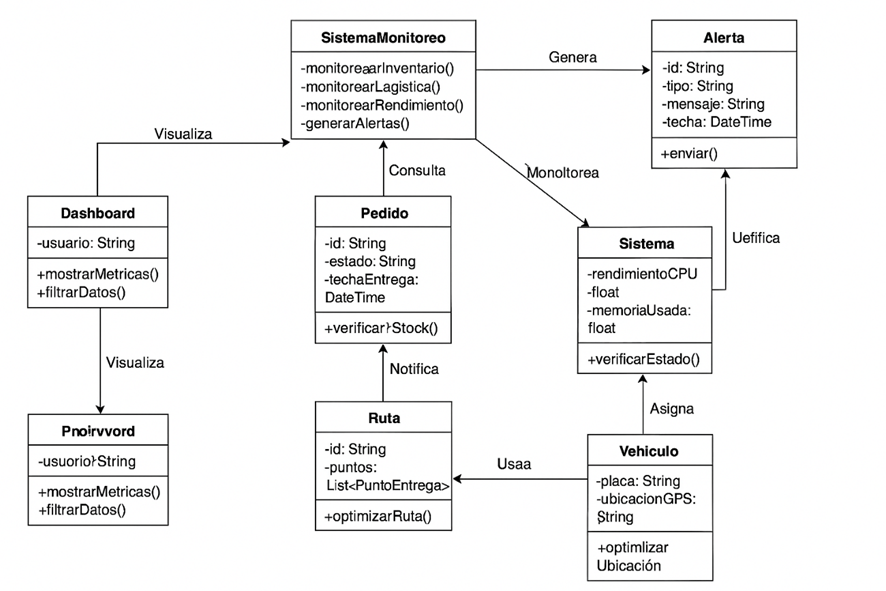 SistemaMonitoreo
-monitoreaarInventario()
-monitorearLagistica()
-monitorearRendimiento()
-generarAlertas()
Genera
Alerta
-id: String
-tipo: String
-mensaje: String
-techa: DateTime
+enviar()
Visualiza
Consulta
Monoltorea
Dashboard
-usuario: String
+mostrarMetricas()
+filtrarDatos()
Pedido
-id: String
-estado: String
-techaEntrega:
DateTime
+verificar}Stock()
Sistema
-rendimientoCPU
-float
-memoriaUsada:
float
+verificarEstado()
Uefifica
Visualiza
Notifica
Asigna
-usuorio}String
+mostrarMetricas()
+filtrarDatos()
Ruta
-id: String
-puntos:
List<PuntoEntrega>
+optimizarRuta()
Usaa
Vehiculo
-placa: String
-ubicacionGPS:
String
+optimlizar
Ubicación